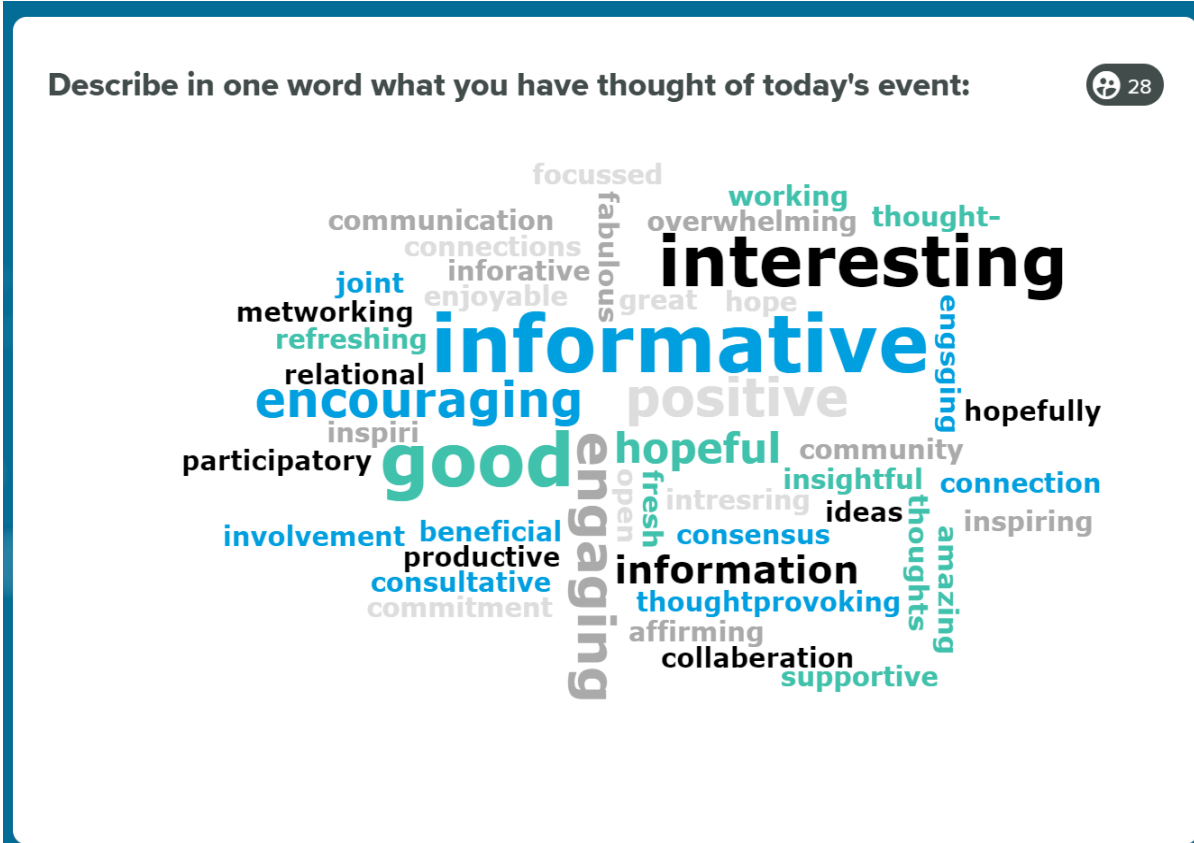 Describe in one word what you have thought of today's event:
28
focussed
working
communication
fabulous
overwhelming
thought-
connections
interesting
inforative
joint
enjoyable
great
hope
metworking
engsging
refreshing
informative
relational
encouraging
positive
hopefully
inspiri
participatory
good
engaging
hopeful
community
open
fresh
insightful
connection
intresring
ideas
thoughts
inspiring
involvement
beneficial
consensus
amazing
productive
information
consultative
thoughtprovoking
commitment
affirming
collaberation
supportive